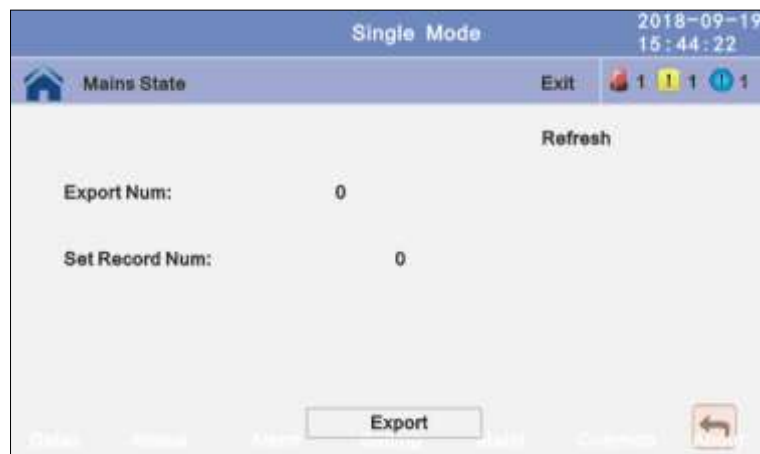 Single Mode
2018-09-19
15:44:22
Mains State
Exit
1 1 1
Refresh
Export Num: 0
Set Record Num: 0
Export